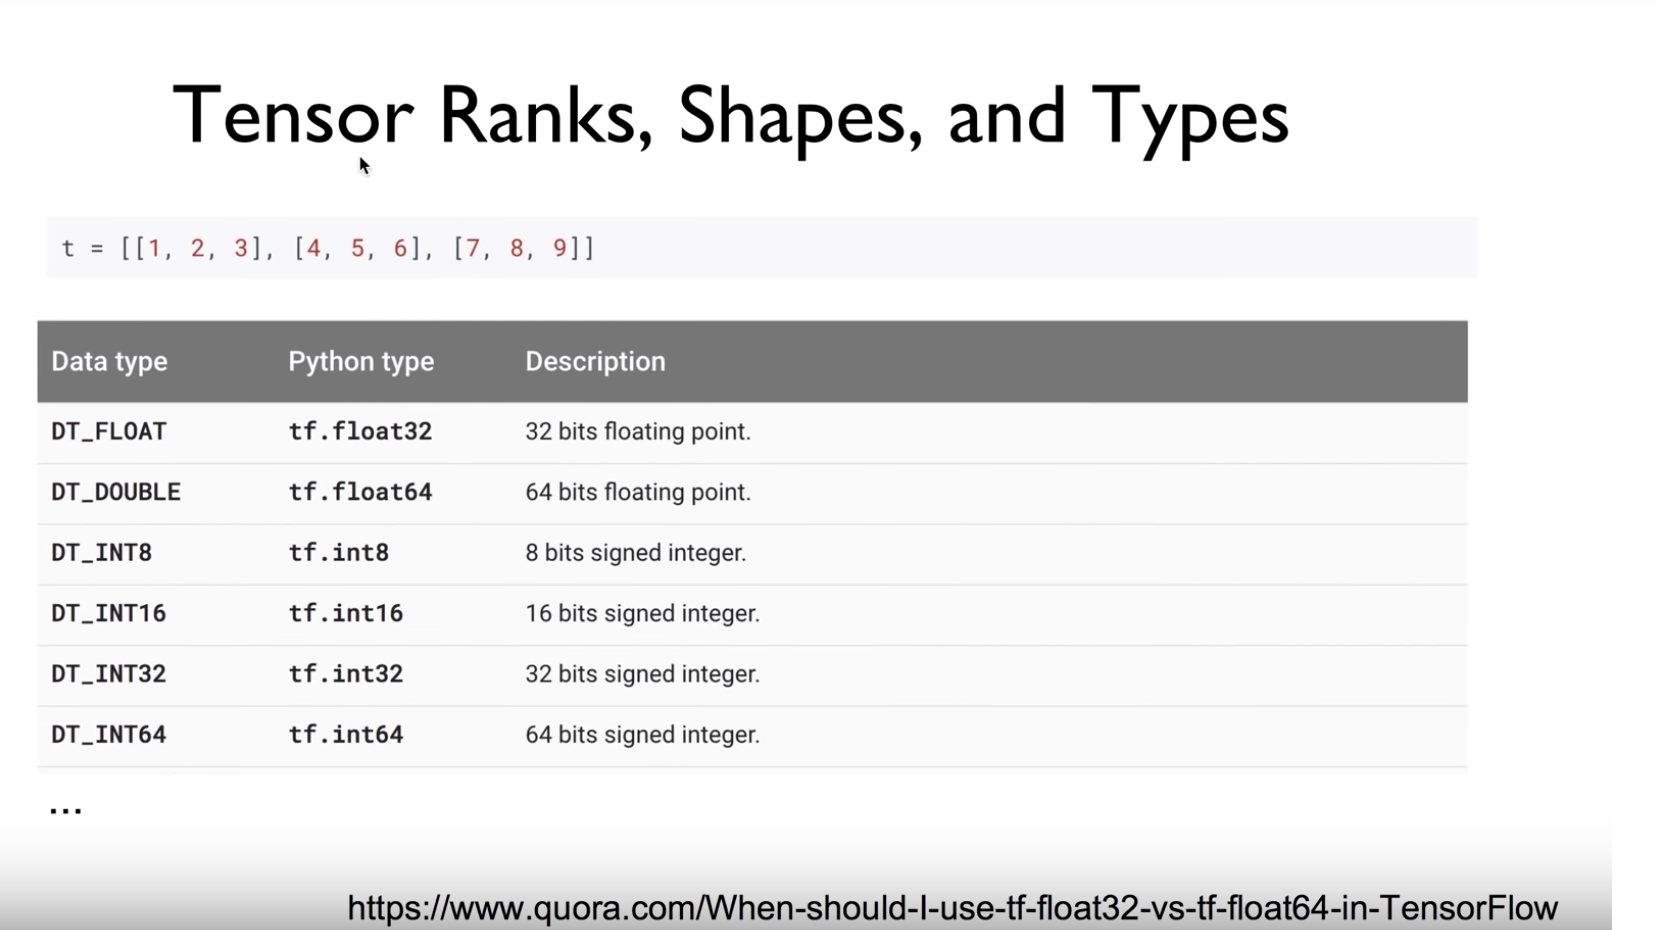 Tensor Ranks, Shapes, and Types
t = [[1, 2, 3], [4, 5, 6], [7, 8, 9]]
Data type Python type Description
DT_FLOAT tf.float32 32 bits floating point.
DT_DOUBLE tf.float64 64 bits floating point.
DT_INT8 tf.int8 8 bits signed integer.
DT_INT16 tf.int16 16 bits signed integer.
DT_INT32 tf.int32 32 bits signed integer.
DT_INT64 tf.int64 64 bits signed integer.
...
https://www.quora.com/When-should-I-use-tf-float32-vs-tf-float64-in-TensorFlow